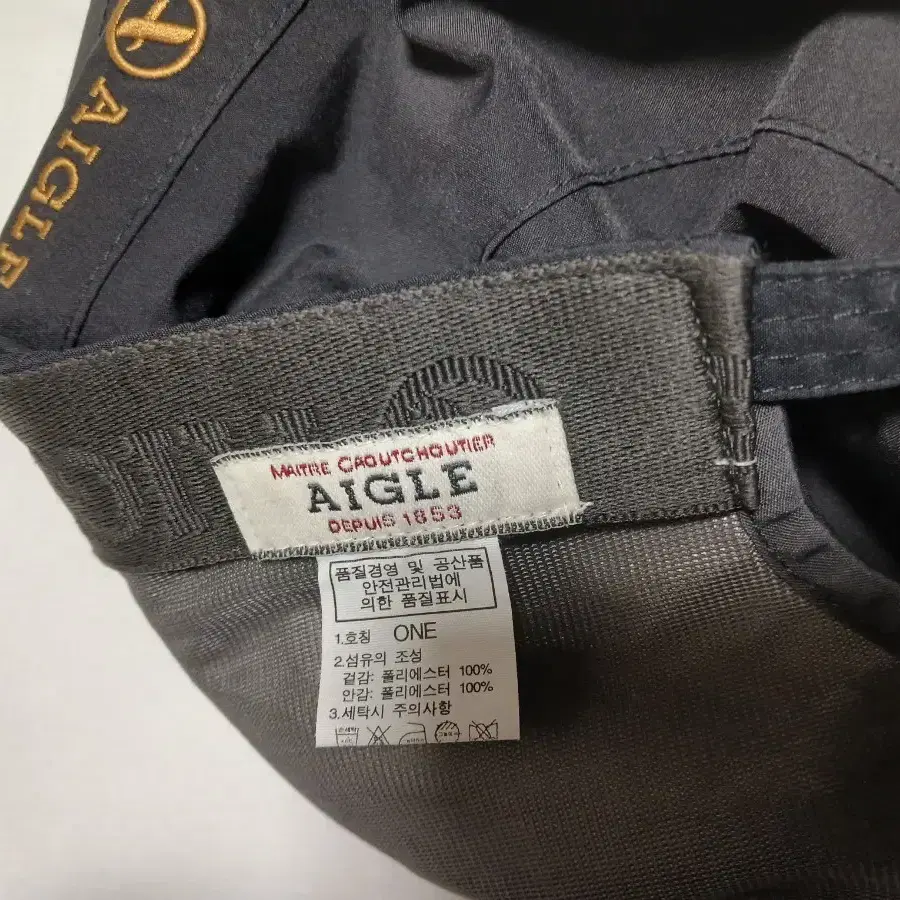 AIGLE
MAITRE CAOUTCHOUTIER
AIGLE
DEPUIS 1853
품질경영 및 공산품
안전관리법에
의한 품질표시
1.호칭 ONE
2.섬유의 조성
겉감: 폴리에스터 100%
안감: 폴리에스터 100%
3.세탁시 주의사항